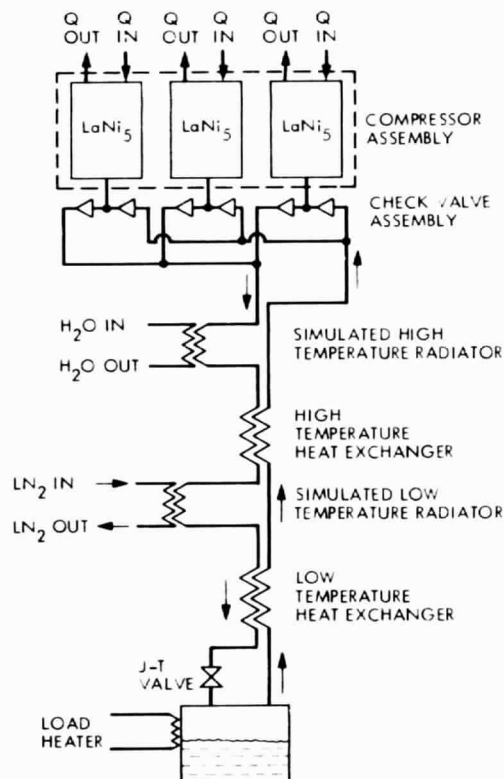 Q OUT
Q IN
Q OUT
Q IN
Q OUT
Q IN
LaNi5
LaNi5
LaNi5
COMPRESSOR
ASSEMBLY
CHECK VALVE
ASSEMBLY
H2O IN
H2O OUT
SIMULATED HIGH
TEMPERATURE RADIATOR
HIGH
TEMPERATURE
HEAT EXCHANGER
LN2 IN
LN2 OUT
SIMULATED LOW
TEMPERATURE RADIATOR
LOW
TEMPERATURE
HEAT EXCHANGER
J-T
VALVE
LOAD
HEATER